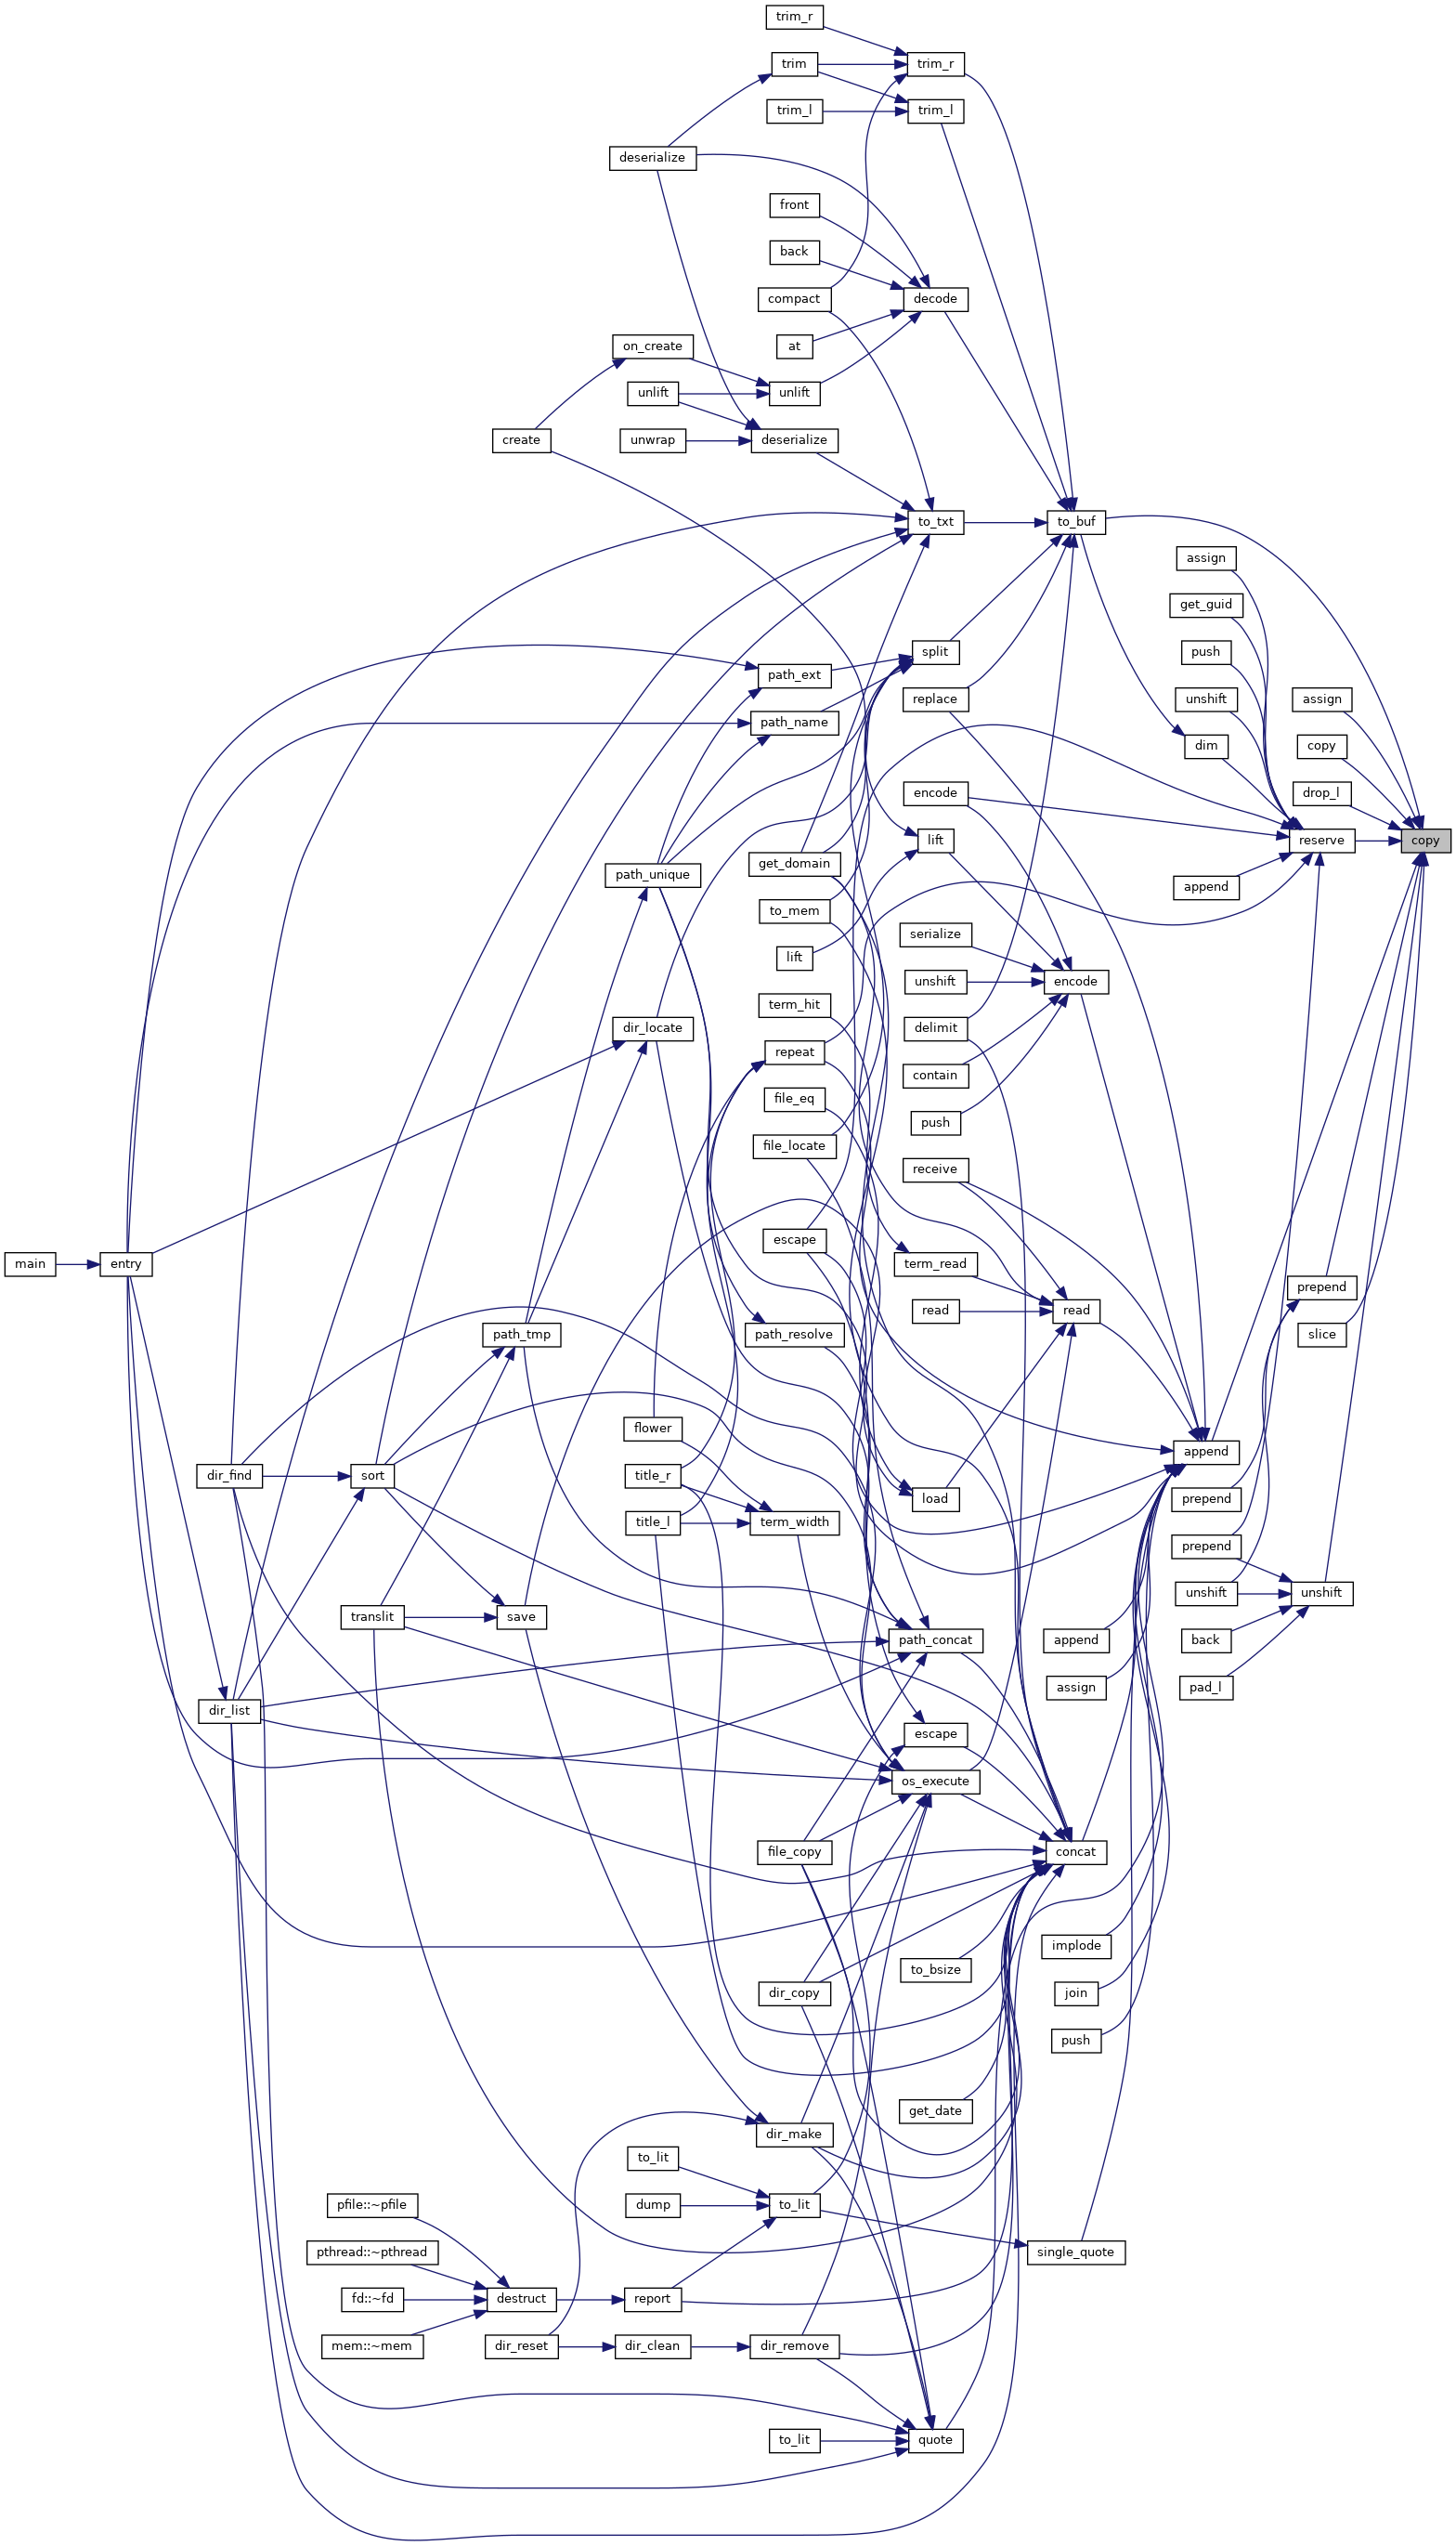 trim_r
trim
trim_r
trim_l
trim_l
deserialize
front
back
compact
decode
at
on_create
unlift
unlift
create
unwrap
deserialize
to_txt
to_buf
assign
get_guid
push
split
path_ext
unshift
replace
assign
path_name
dim
copy
encode
drop_l
lift
reserve
copy
get_domain
path_unique
append
to_mem
serialize
lift
unshift
encode
term_hit
dir_locate
delimit
repeat
contain
file_eq
push
file_locate
receive
escape
main
entry
term_read
prepend
read
read
path_tmp
path_resolve
slice
flower
append
dir_find
sort
title_r
load
prepend
title_l
term_width
prepend
unshift
unshift
translit
save
path_concat
append
back
assign
pad_l
dir_list
escape
os_execute
file_copy
concat
implode
to_bsize
dir_copy
join
push
get_date
dir_make
to_lit
pfile::~pfile
dump
to_lit
pthread::~pthread
single_quote
fd::~fd
destruct
report
mem::~mem
dir_reset
dir_clean
dir_remove
to_lit
quote